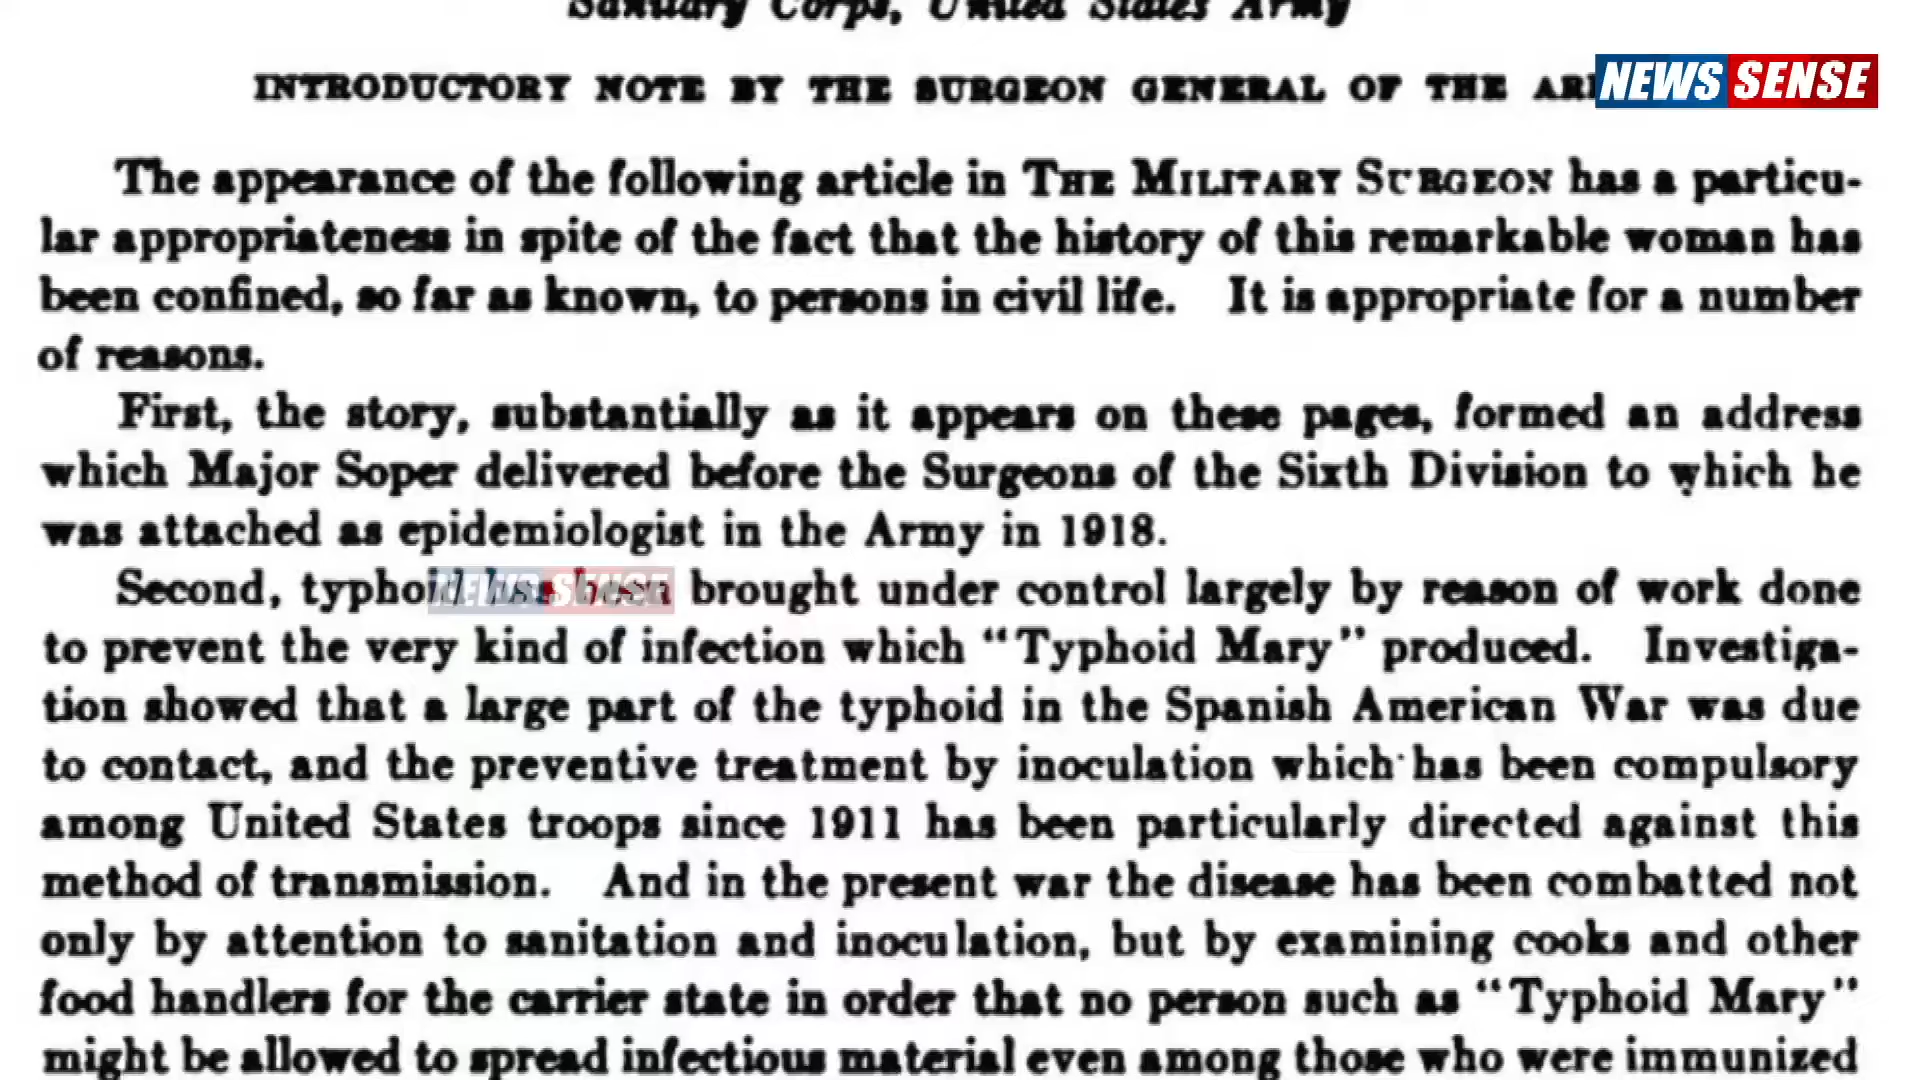 Sanitary Corps, United States Army
INTRODUCTORY NOTE BY THE SURGEON GENERAL OF THE
NEWS SENSE
The appearance of the following article in THE MILITARY SURGEON has a particu-
lar appropriateness in spite of the fact that the history of this remarkable woman has
been confined, so far as known, to persons in civil life. It is appropriate for a number
of reasons.
First, the story, substantially as it appears on these pages, formed an address
which Major Soper delivered before the Surgeons of the Sixth Division to which he
was attached as epidemiologist in the Army in 1918.
Second, typhoid has been brought under control largely by reason of work done
NEWS SENSE
to prevent the very kind of infection which "Typhoid Mary" produced. Investiga-
tion showed that a large part of the typhoid in the Spanish American War was due
to contact, and the preventive treatment by inoculation which has been compulsory
among United States troops since 1911 has been particularly directed against this
method of transmission. And in the present war the disease has been combatted not
only by attention to sanitation and inoculation, but by examining cooks and other
food handlers for the carrier state in order that no person such as "Typhoid Mary"
might be allowed to spread infectious material even among those who were immunized